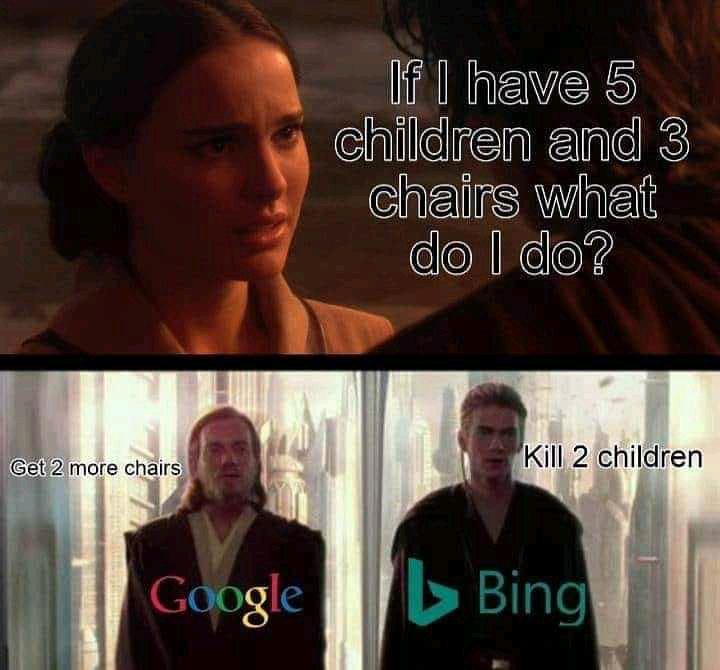 If I have 5
children and 3
chairs what
do I do?
Get 2 more chairs
Kill 2 children
Google
Bing